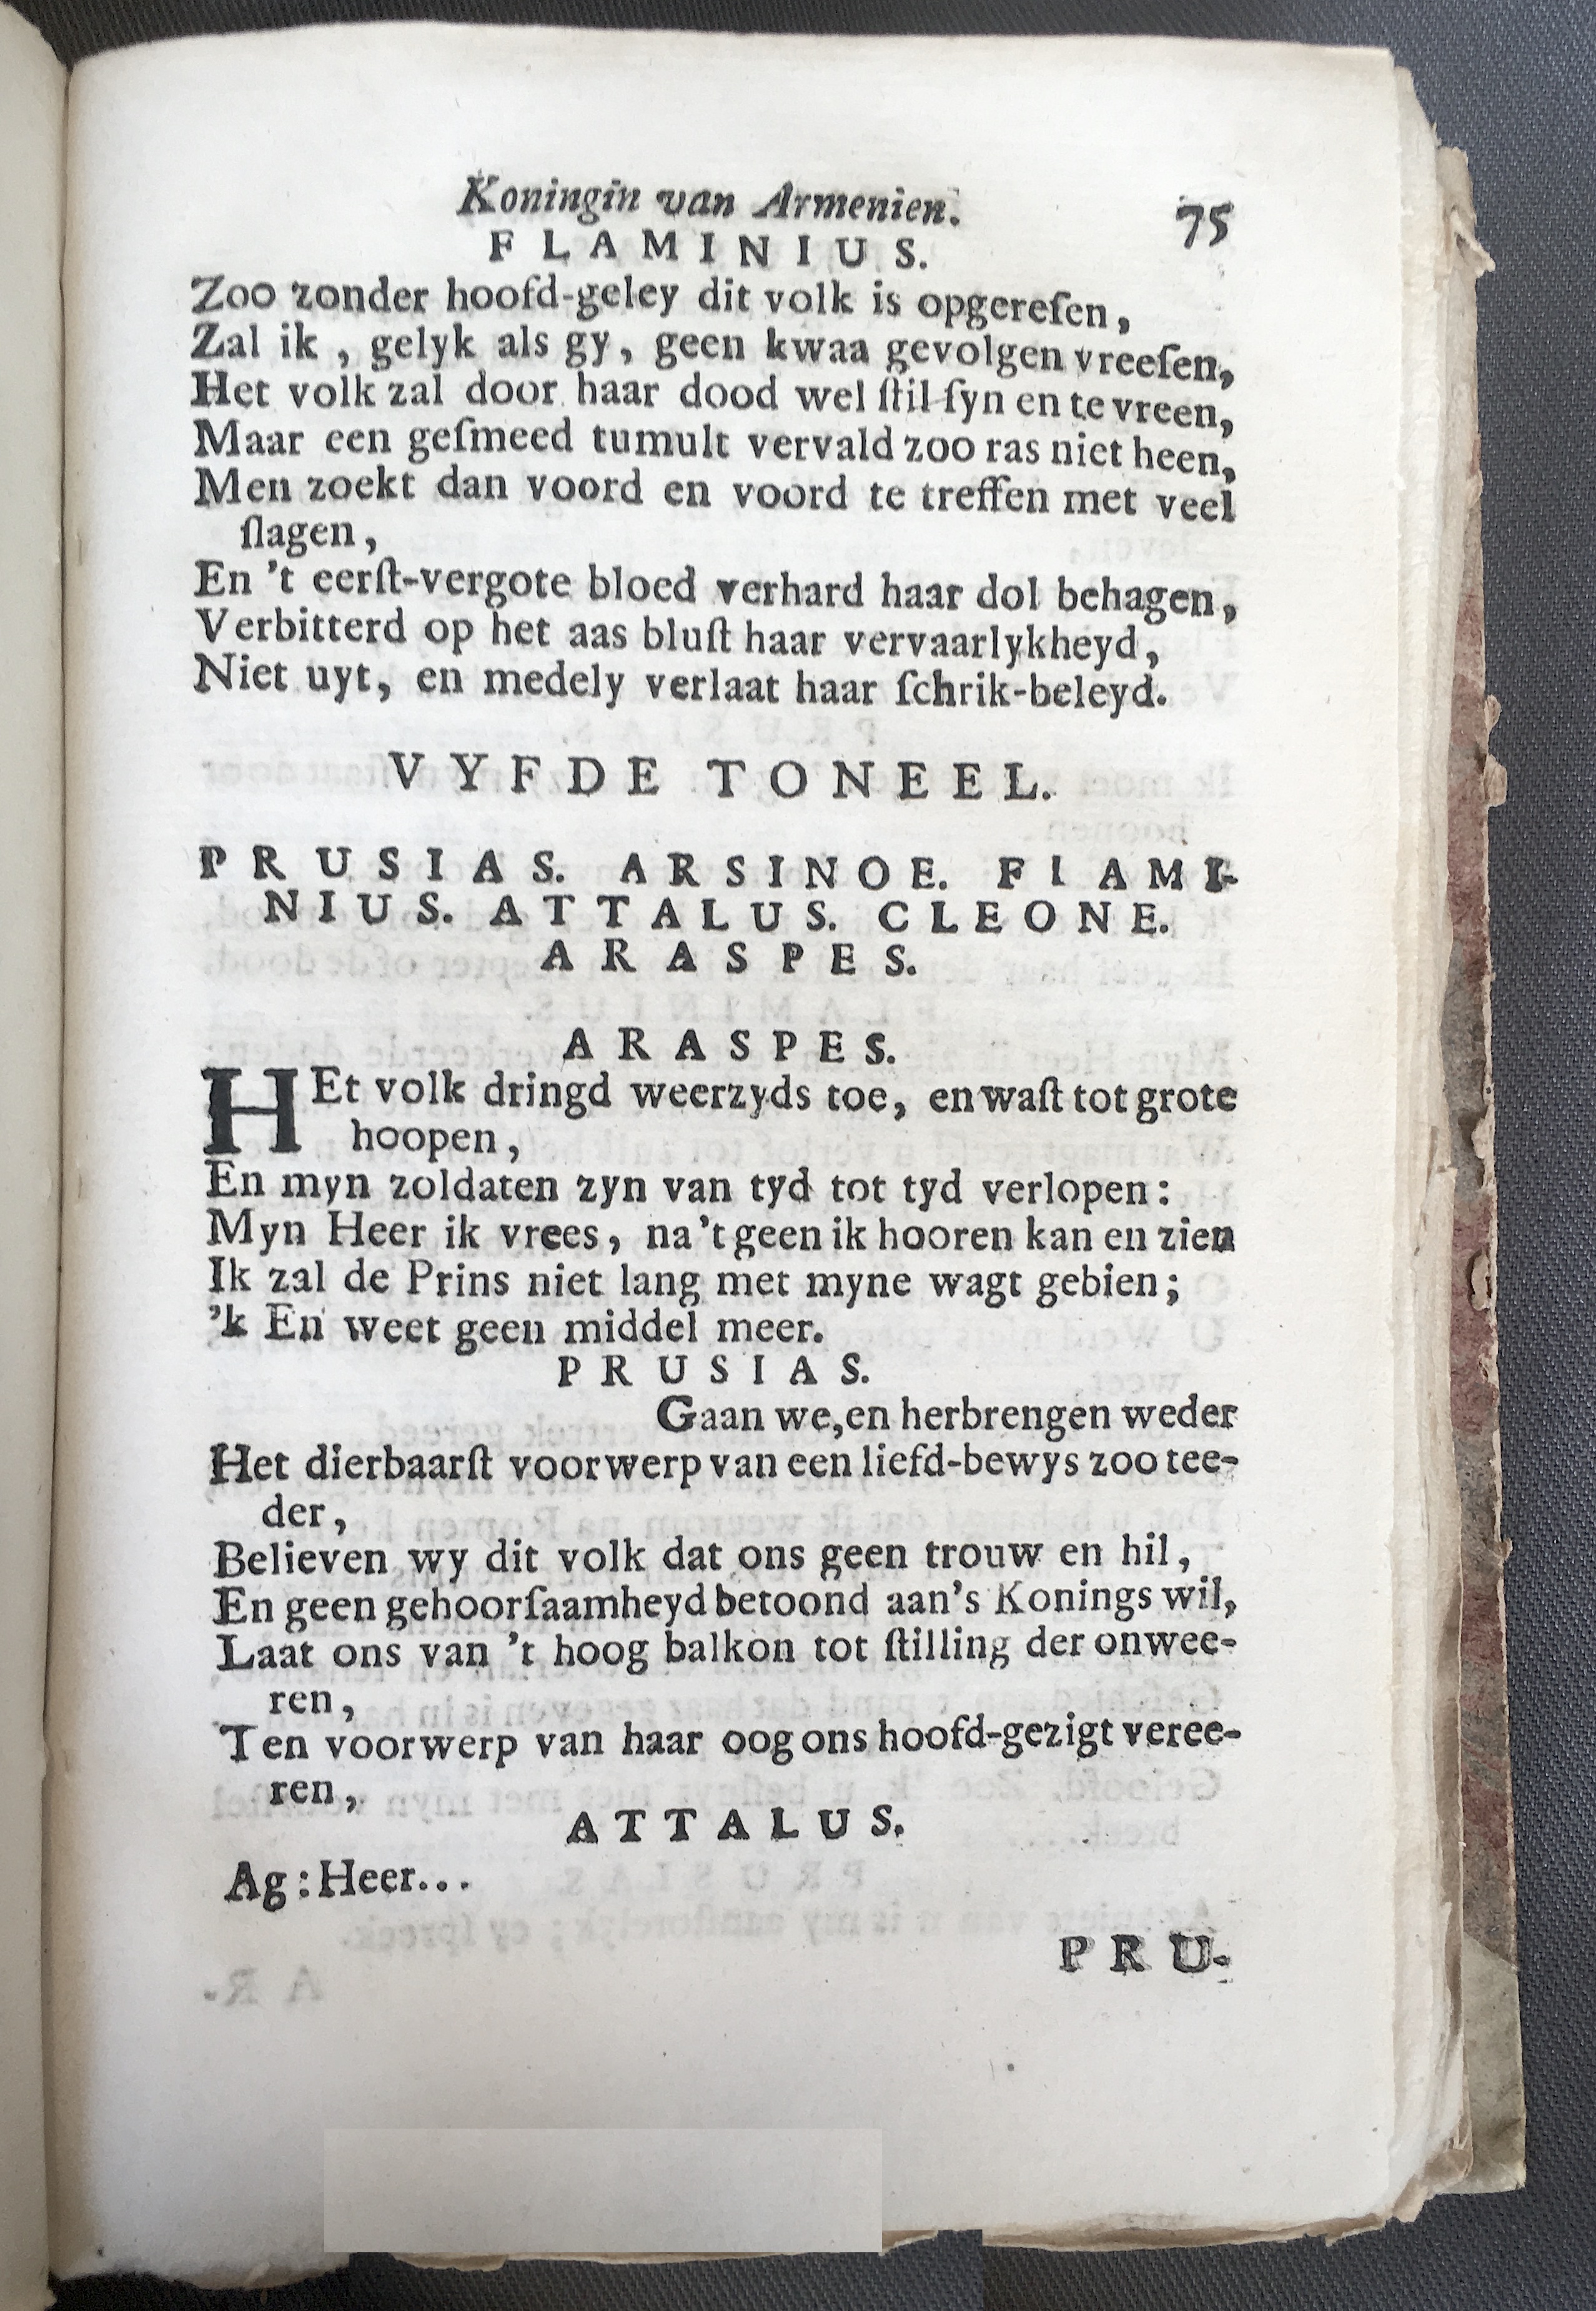 Koningin van Armenien. 75
FLAMINIUS.
Zoo zonder hoofd-geley dit volk is opgereſen,
Zal ik, gelyk als gy, geen kwaa gevolgen vreeſen,
Het volk zal door haar dood wel ſtil ſyn en te vreen,
Maar een geſmeed tumult vervald zoo ras niet heen,
Men zoekt dan voord en voord te treffen met veel
ſlagen,
En 't eerſt-vergote bloed verhard haar dol behagen,
Verbitterd op het aas bluſt haar vervaarlykheyd,
Niet uyt, en medely verlaat haar ſchrik-beleyd.
VYFDE TONEEL.
PRUSIAS. ARSINOE. FLAMI-
NIUS. ATTALUS. CLEONE.
ARASPES.
ARASPES.
HEt volk dringd weerzyds toe, en waſt tot grote
hoopen,
En myn zoldaten zyn van tyd tot tyd verlopen:
Myn Heer ik vrees, na't geen ik hooren kan en zien
Ik zal de Prins niet lang met myne wagt gebien;
'k En weet geen middel meer.
PRUSIAS.
Gaan we, en herbrengen weder
Het dierbaarſt voorwerp van een liefd-bewys zoo tee-
der,
Believen wy dit volk dat ons geen trouw en hil,
En geen gehoorſaamheyd betoond aan's Konings wil,
Laat ons van 't hoog balkon tot ſtilling der onwee-
ren,
Ten voorwerp van haar oog ons hoofd-gezigt veree-
ren,
ATTALUS.
Ag: Heer...
PRU-